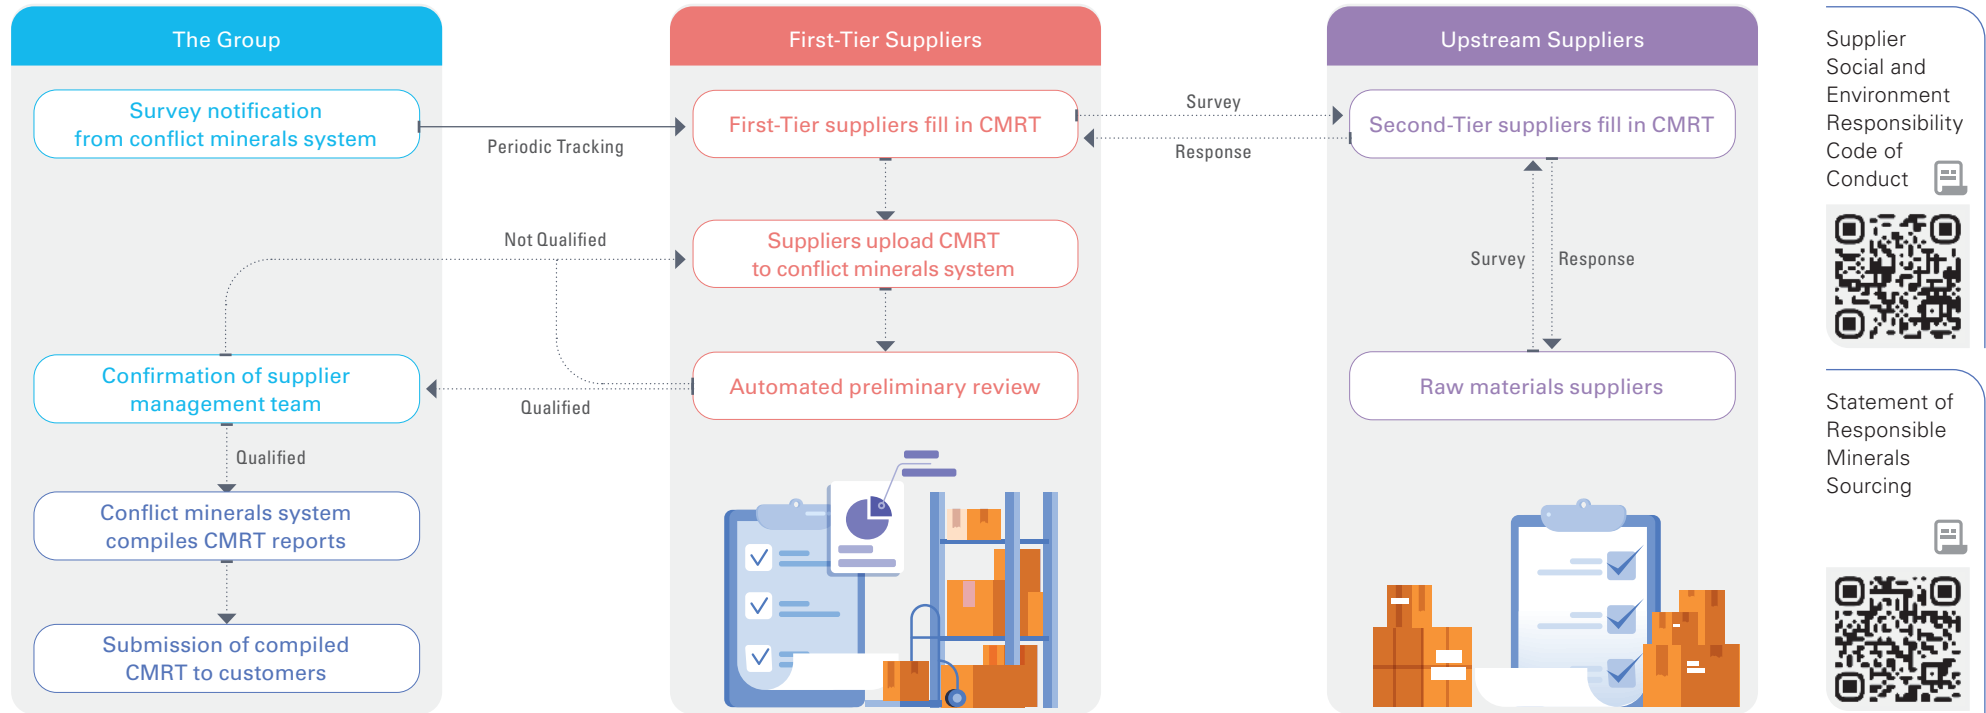 The Group
Survey notification
from conflict minerals system
Periodic Tracking
Not Qualified
Confirmation of supplier
management team
Qualified
Qualified
Conflict minerals system
compiles CMRT reports
Submission of compiled
CMRT to customers
First-Tier Suppliers
First-Tier suppliers fill in CMRT
Suppliers upload CMRT
to conflict minerals system
Automated preliminary review
Survey
Response
Upstream Suppliers
Second-Tier suppliers fill in CMRT
Survey
Response
Raw materials suppliers
Supplier
Social and
Environment
Responsibility
Code of
Conduct
Statement of
Responsible
Minerals
Sourcing